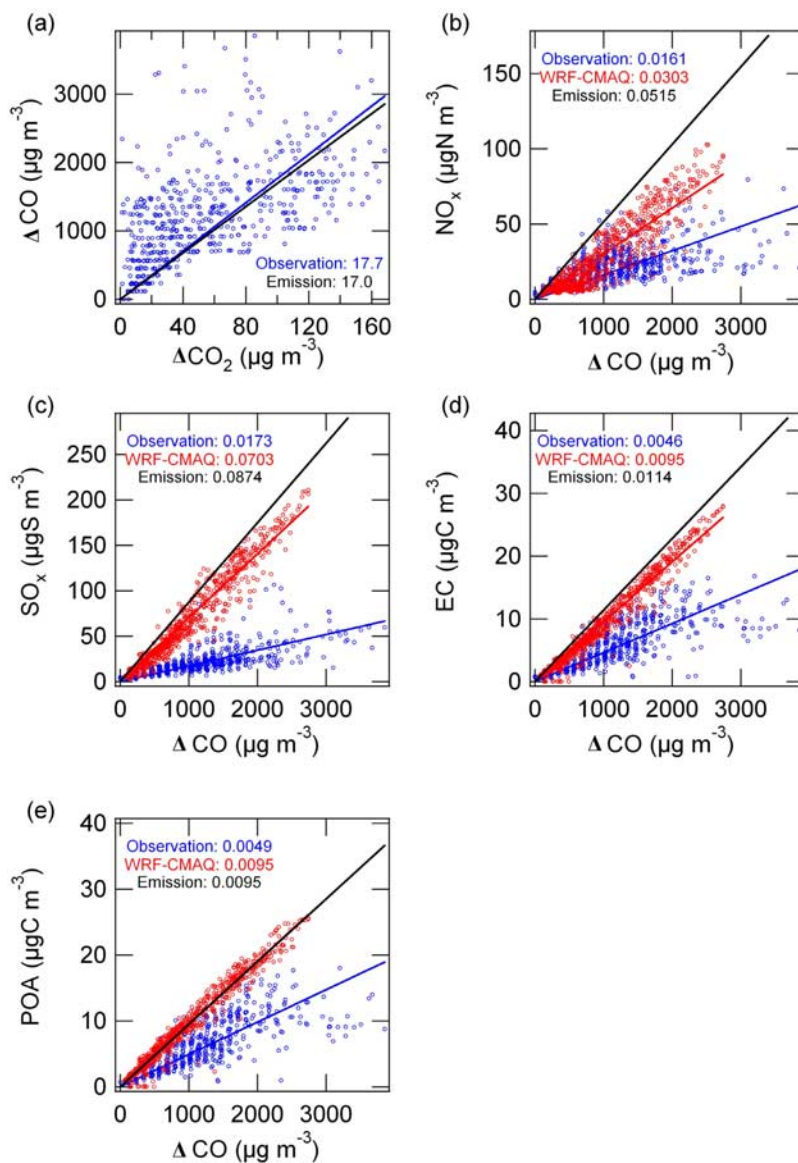 (a)
3000
2000
1000
0
Δ CO (µg m⁻³)
Observation: 17.7
Emission: 17.0
0 40 80 120 160
ΔCO₂ (µg m⁻³)
(b)
150
100
50
0
NOₓ (µgN m⁻³)
Observation: 0.0161
WRF-CMAQ: 0.0303
Emission: 0.0515
0 1000 2000 3000
Δ CO (µg m⁻³)
(c)
250
200
150
100
50
0
SOₓ (µgS m⁻³)
Observation: 0.0173
WRF-CMAQ: 0.0703
Emission: 0.0874
0 1000 2000 3000
Δ CO (µg m⁻³)
(d)
40
30
20
10
0
EC (µgC m⁻³)
Observation: 0.0046
WRF-CMAQ: 0.0095
Emission: 0.0114
0 1000 2000 3000
Δ CO (µg m⁻³)
(e)
40
30
20
10
0
POA (µgC m⁻³)
Observation: 0.0049
WRF-CMAQ: 0.0095
Emission: 0.0095
0 1000 2000 3000
Δ CO (µg m⁻³)